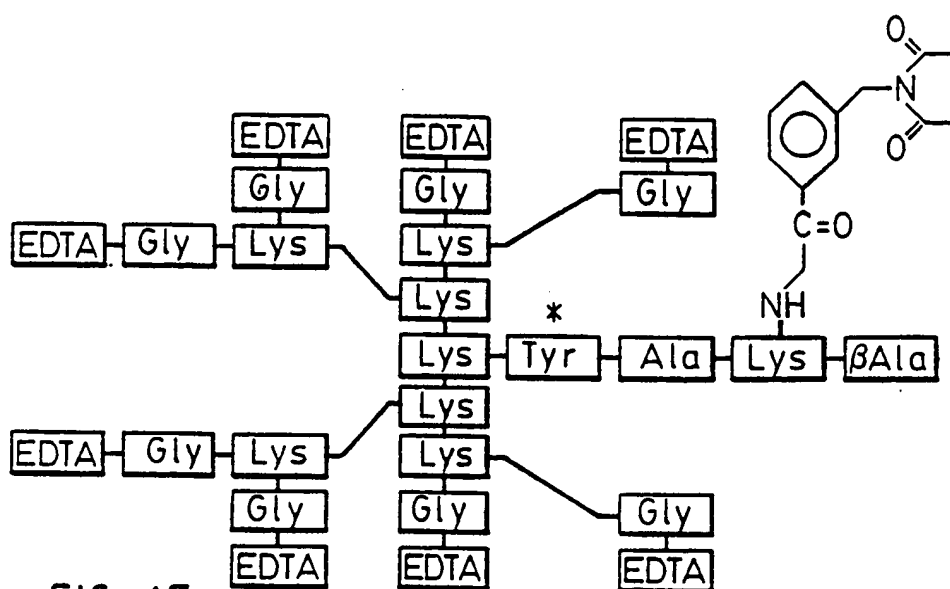 O
N
O
EDTA EDTA EDTA
Gly Gly Gly
EDTA Gly Lys Lys
C=O
Lys
NH
*
Lys Tyr Ala Lys βAla
Lys
EDTA Gly Lys Lys
Gly Gly Gly
EDTA EDTA EDTA